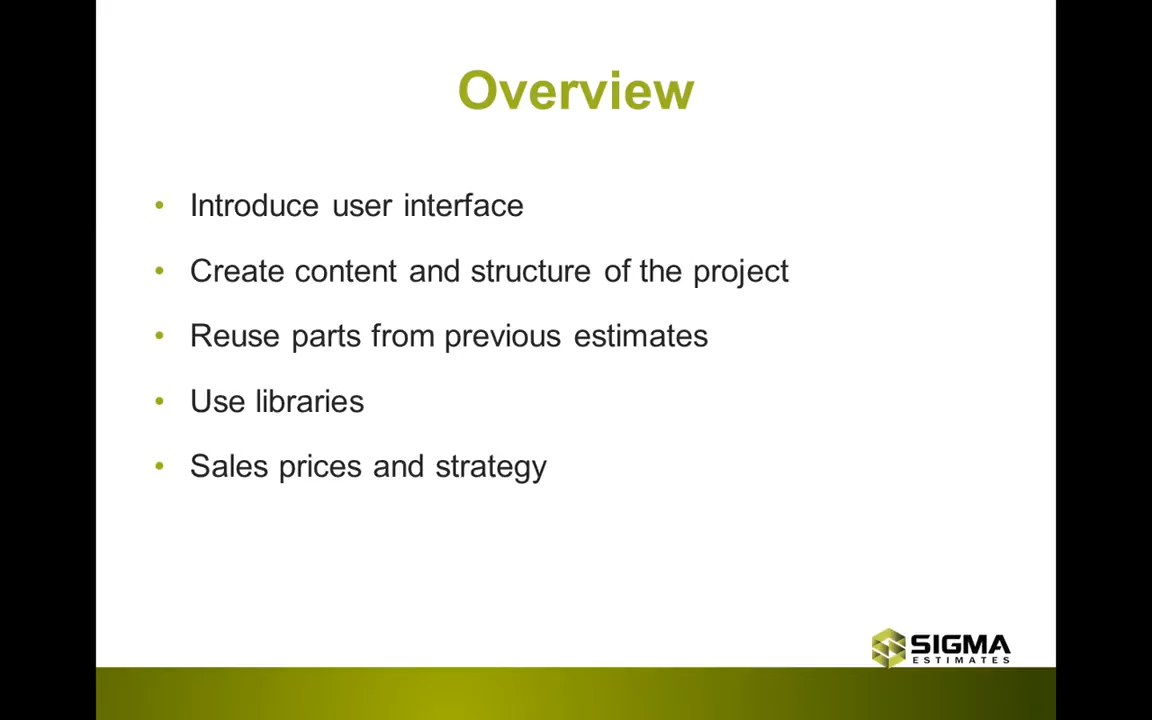 Overview
• Introduce user interface
• Create content and structure of the project
• Reuse parts from previous estimates
• Use libraries
• Sales prices and strategy
SIGMA
ESTIMATES